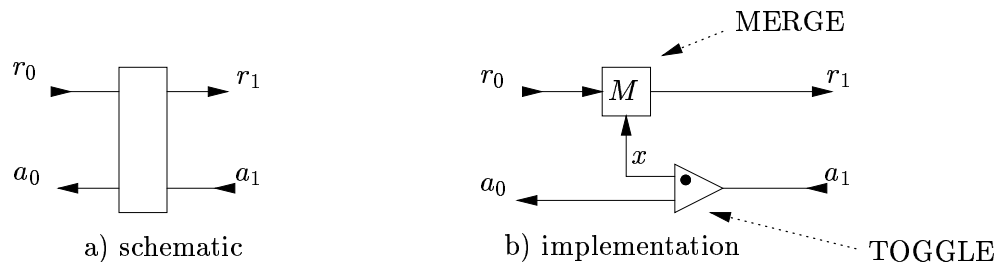 MERGE
r₀ r₁ r₀ M r₁
x
a₀ a₁ a₀ a₁
a) schematic b) implementation
TOGGLE